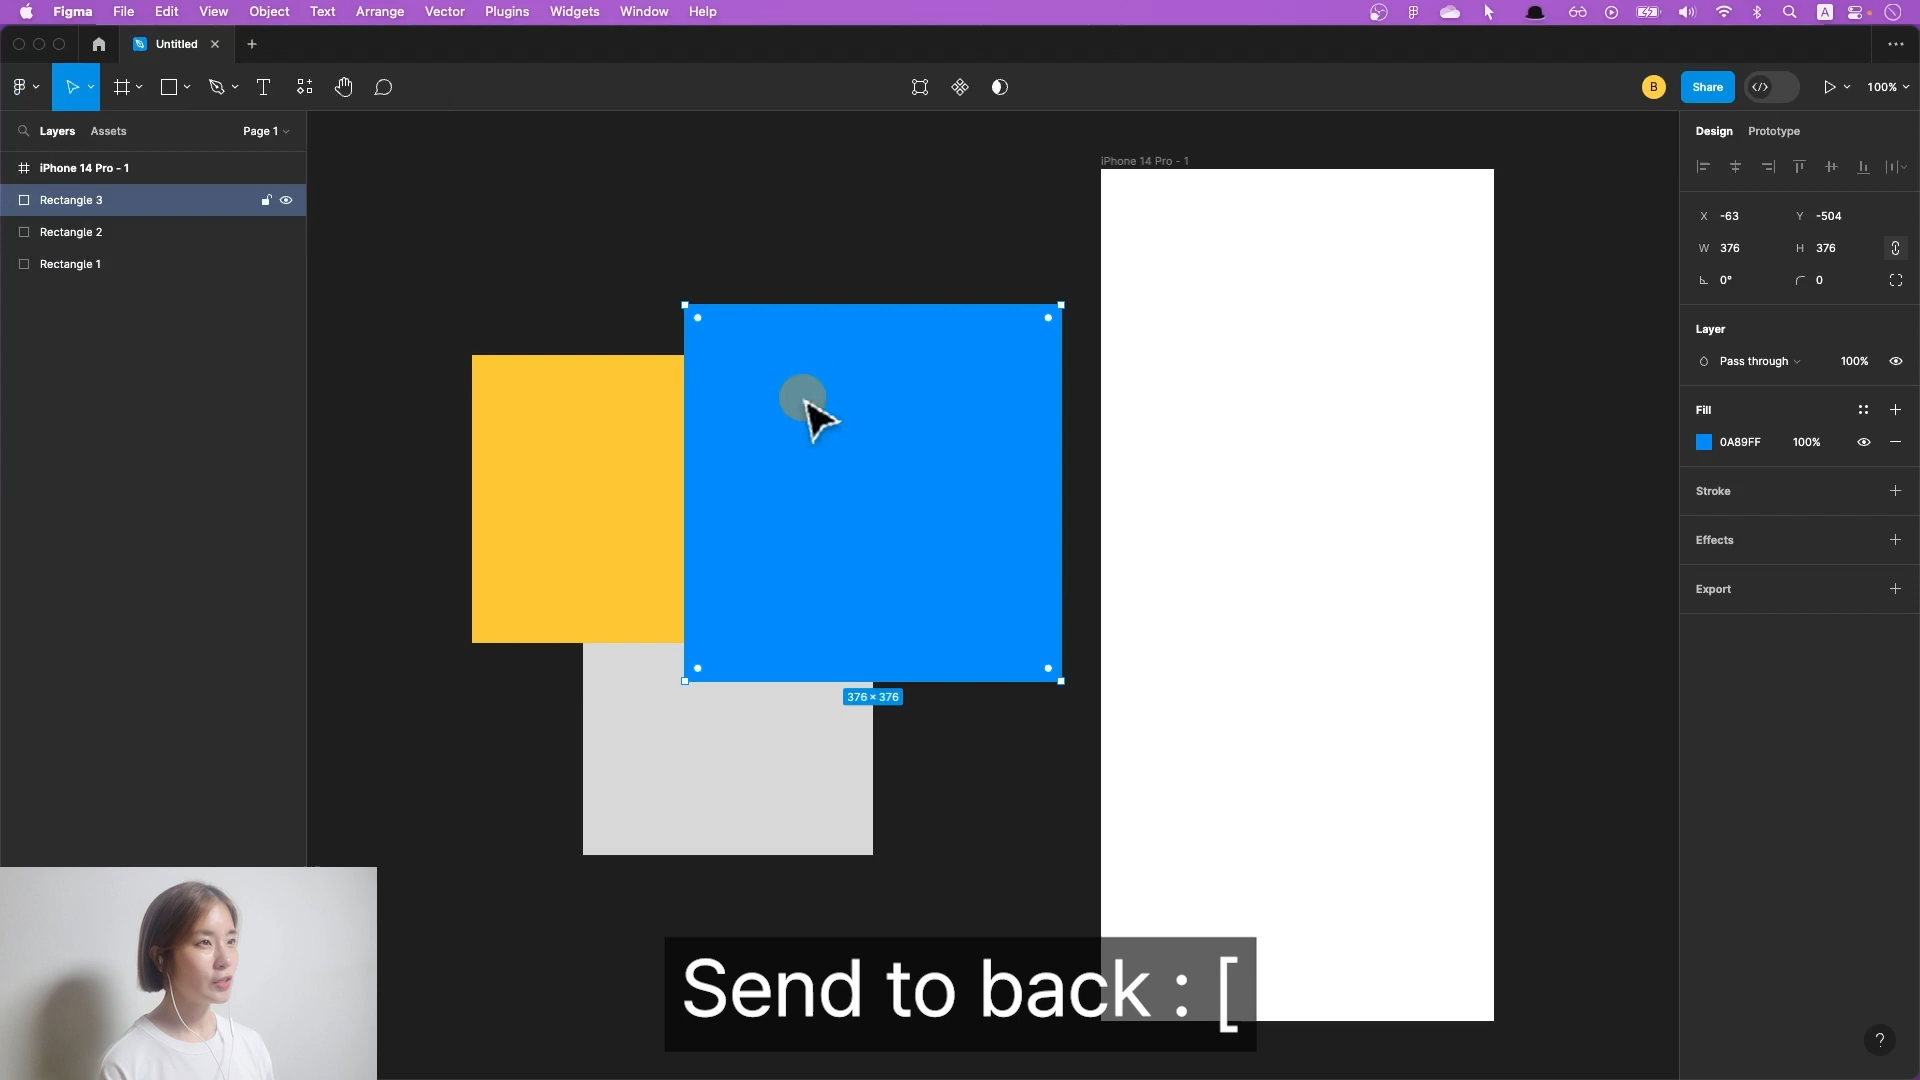 Figma File Edit View Object Text Arrange Vector Plugins Widgets Window Help
A
Untitled
B
Share
100%
Layers Assets Page 1
Design Prototype
iPhone 14 Pro - 1
Rectangle 3
Rectangle 2
Rectangle 1
iPhone 14 Pro - 1
376 × 376
X -63 Y -504
W 376 H 376
0° 0
Layer
Pass through 100%
Fill
0A89FF 100%
Stroke
Effects
Export
Send to back : [
?